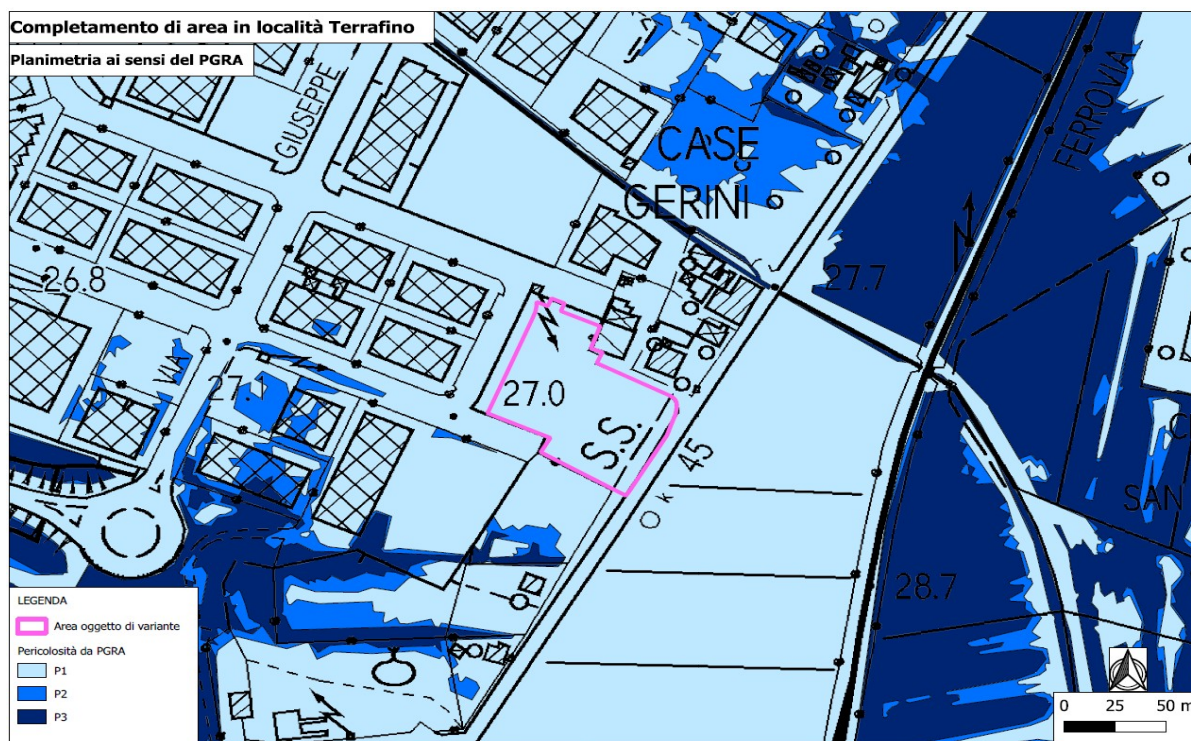 Completamento di area in località Terrafino
Planimetria ai sensi del PGRA
GIUSEPPE
FERROVIA
CASE
GERINI
26.8
27.7
27.1
VIA
27.0
S.S.
45
k
C
SAN
28.7
LEGENDA
Area oggetto di variante
Pericolosità da PGRA
P1
P2
P3
0 25 50 m